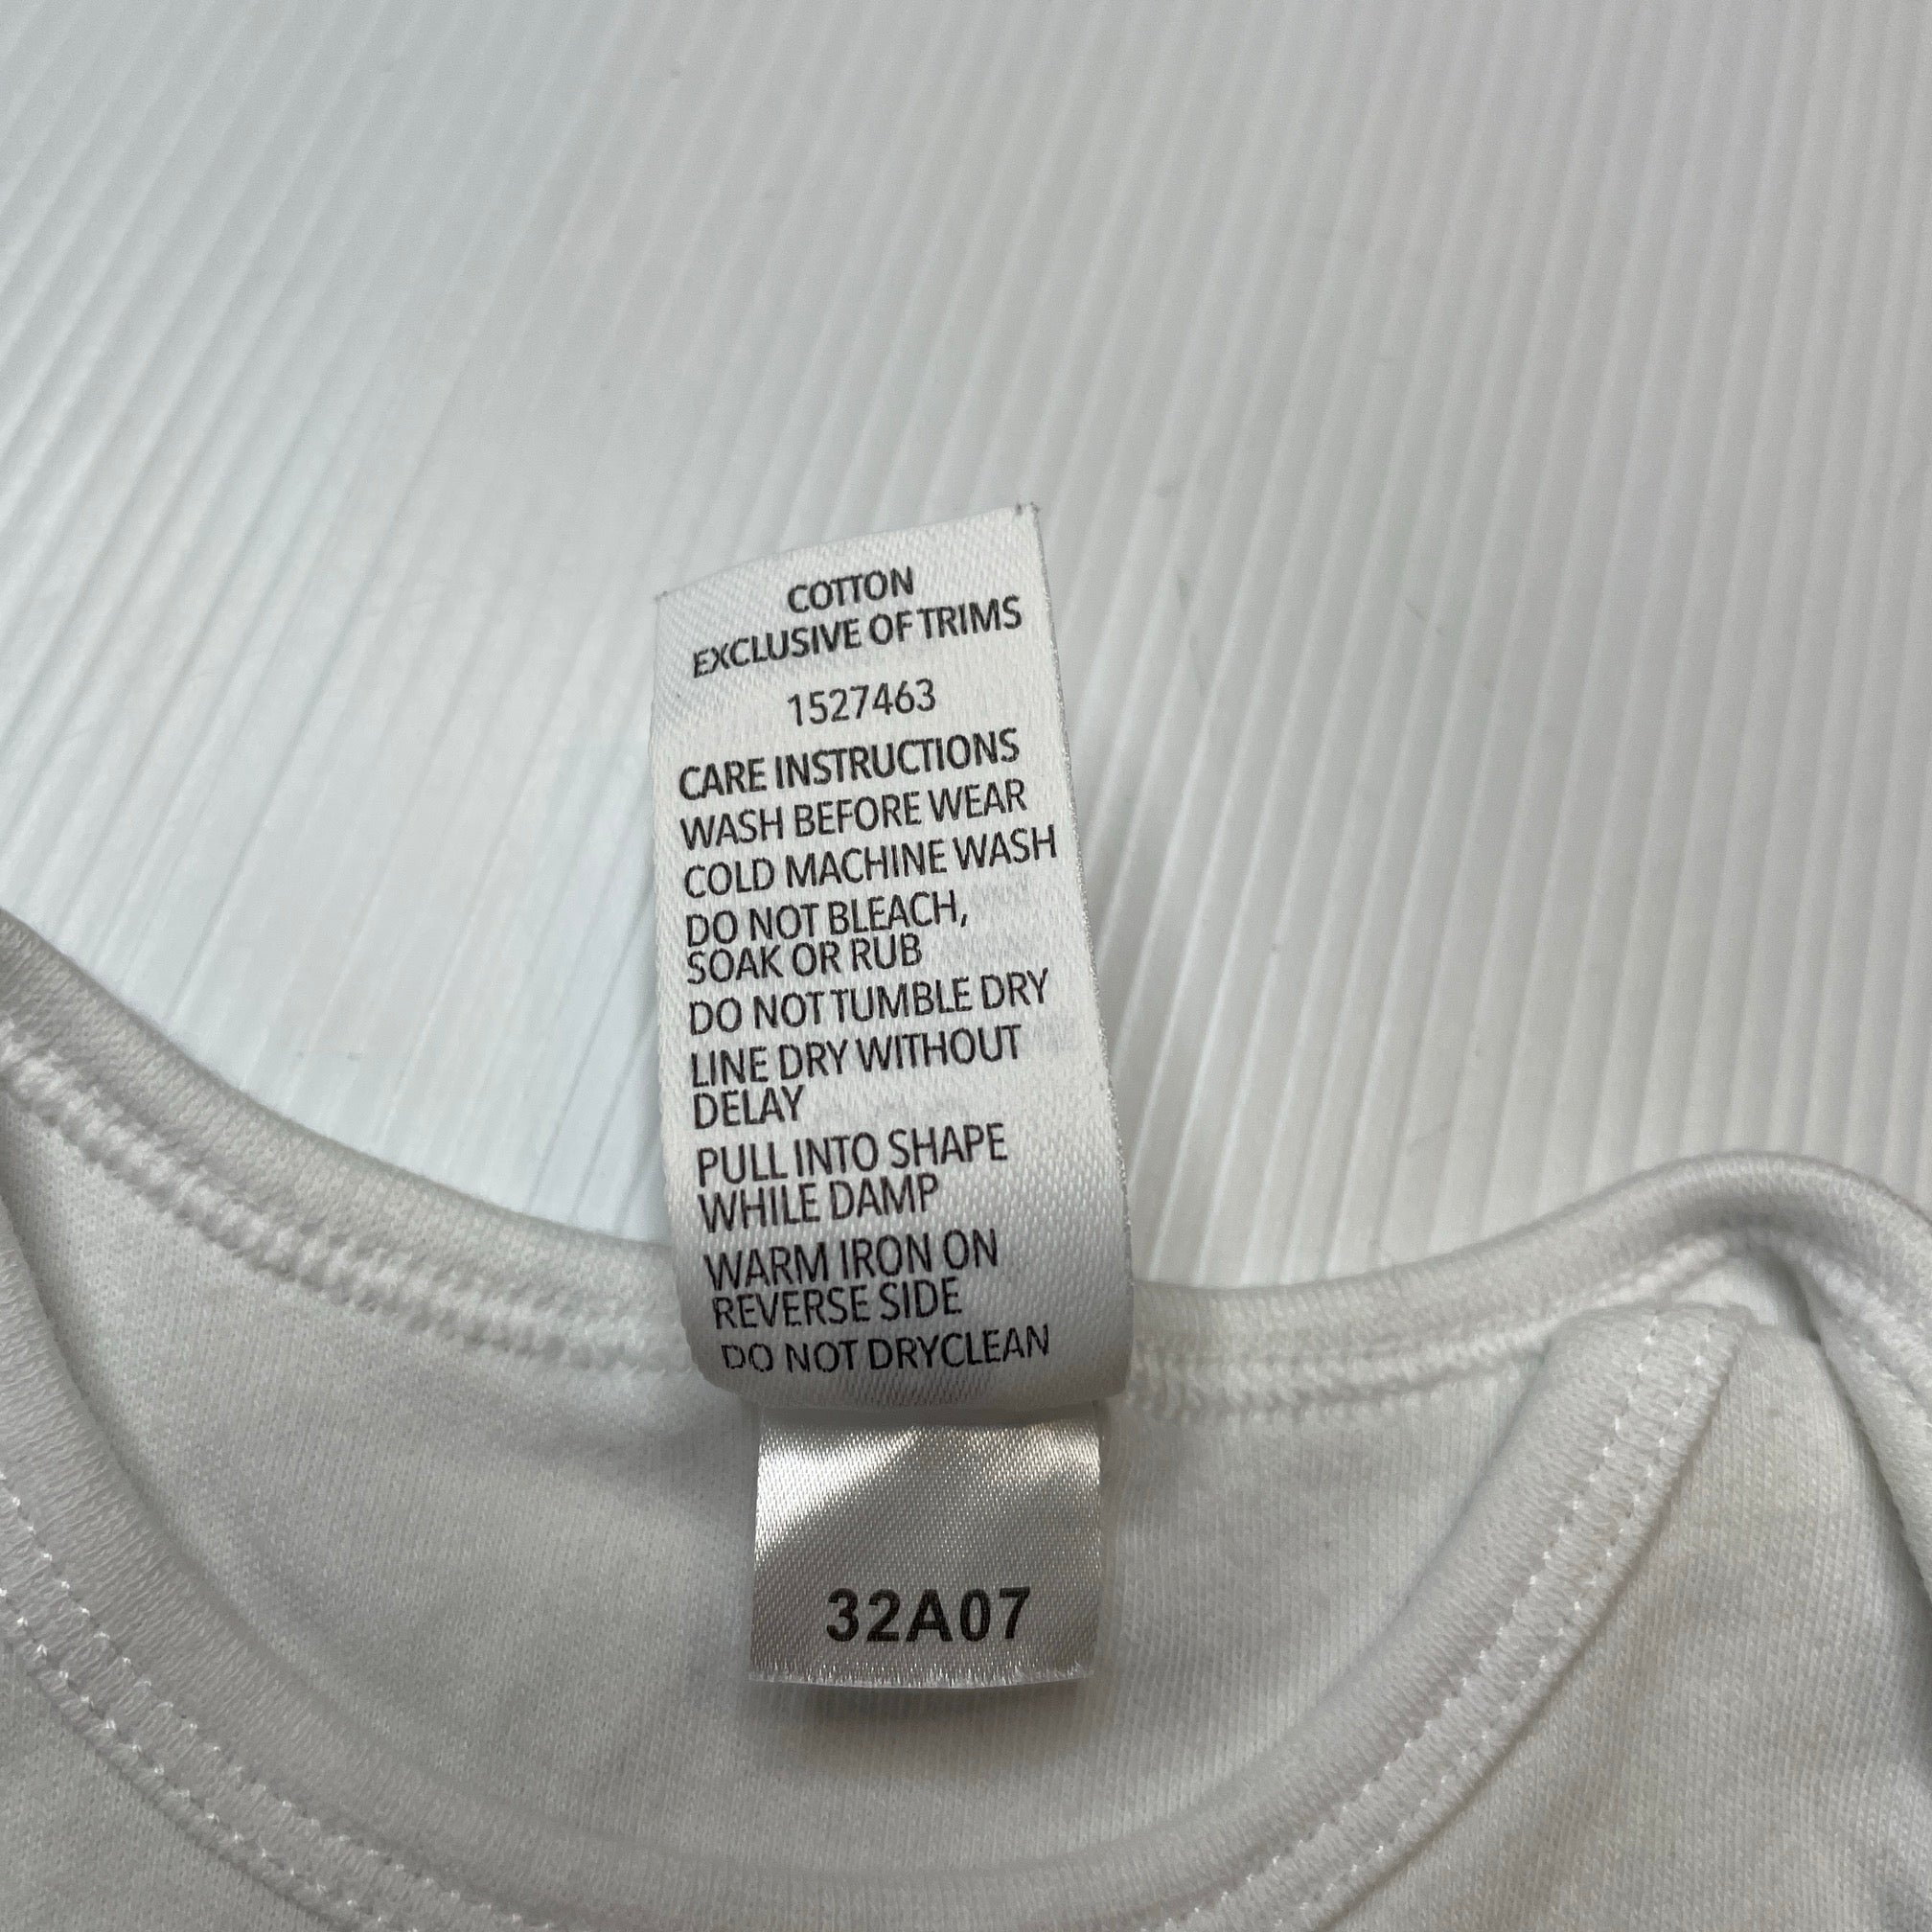 COTTON
EXCLUSIVE OF TRIMS
1527463
CARE INSTRUCTIONS
WASH BEFORE WEAR
COLD MACHINE WASH
DO NOT BLEACH,
SOAK OR RUB
DO NOT TUMBLE DRY
LINE DRY WITHOUT
DELAY
PULL INTO SHAPE
WHILE DAMP
WARM IRON ON
REVERSE SIDE
DO NOT DRYCLEAN
32A07